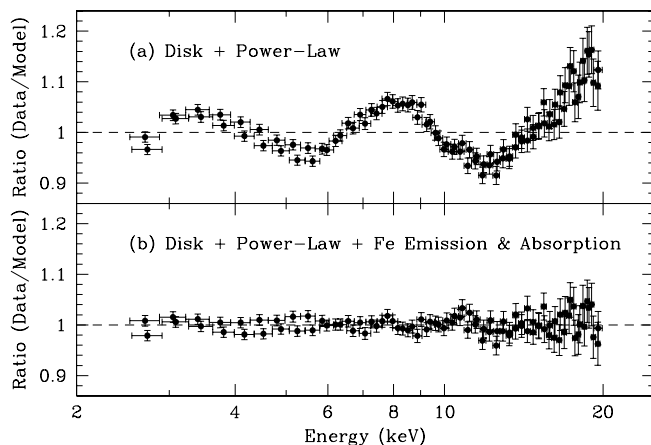 1.2
1.1
1
0.9
Ratio (Data/Model)
(a) Disk + Power-Law
1.2
1.1
1
0.9
Ratio (Data/Model)
(b) Disk + Power-Law + Fe Emission & Absorption
2 4 6 8 10 20
Energy (keV)